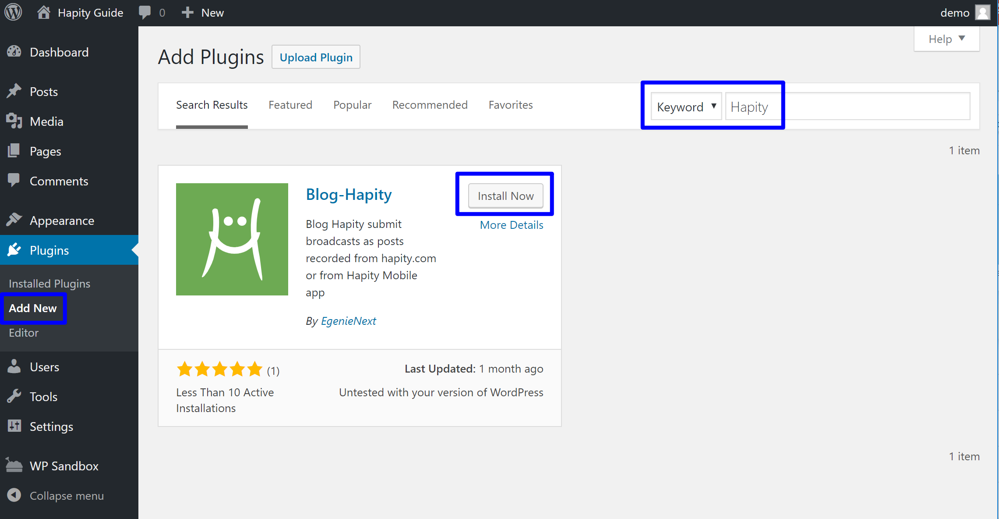 Hapity Guide
0
New
demo
Dashboard
Posts
Media
Pages
Comments
Appearance
Plugins
Installed Plugins
Add New
Editor
Users
Tools
Settings
WP Sandbox
Collapse menu
Help ▼
Add Plugins
Upload Plugin
Search Results
Featured
Popular
Recommended
Favorites
Keyword ▼
Hapity
1 item
Blog-Hapity
Install Now
More Details
Blog Hapity submit
broadcasts as posts
recorded from hapity.com
or from Hapity Mobile
app
By EgenieNext
(1)
Less Than 10 Active
Installations
Last Updated: 1 month ago
Untested with your version of WordPress
1 item